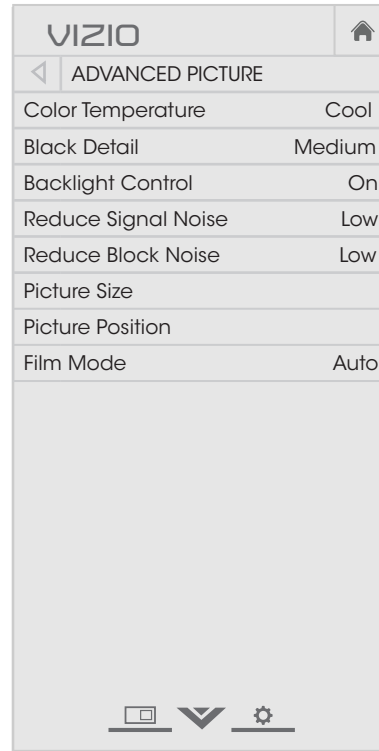 VIZIO
ADVANCED PICTURE
Color Temperature Cool
Black Detail Medium
Backlight Control On
Reduce Signal Noise Low
Reduce Block Noise Low
Picture Size
Picture Position
Film Mode Auto